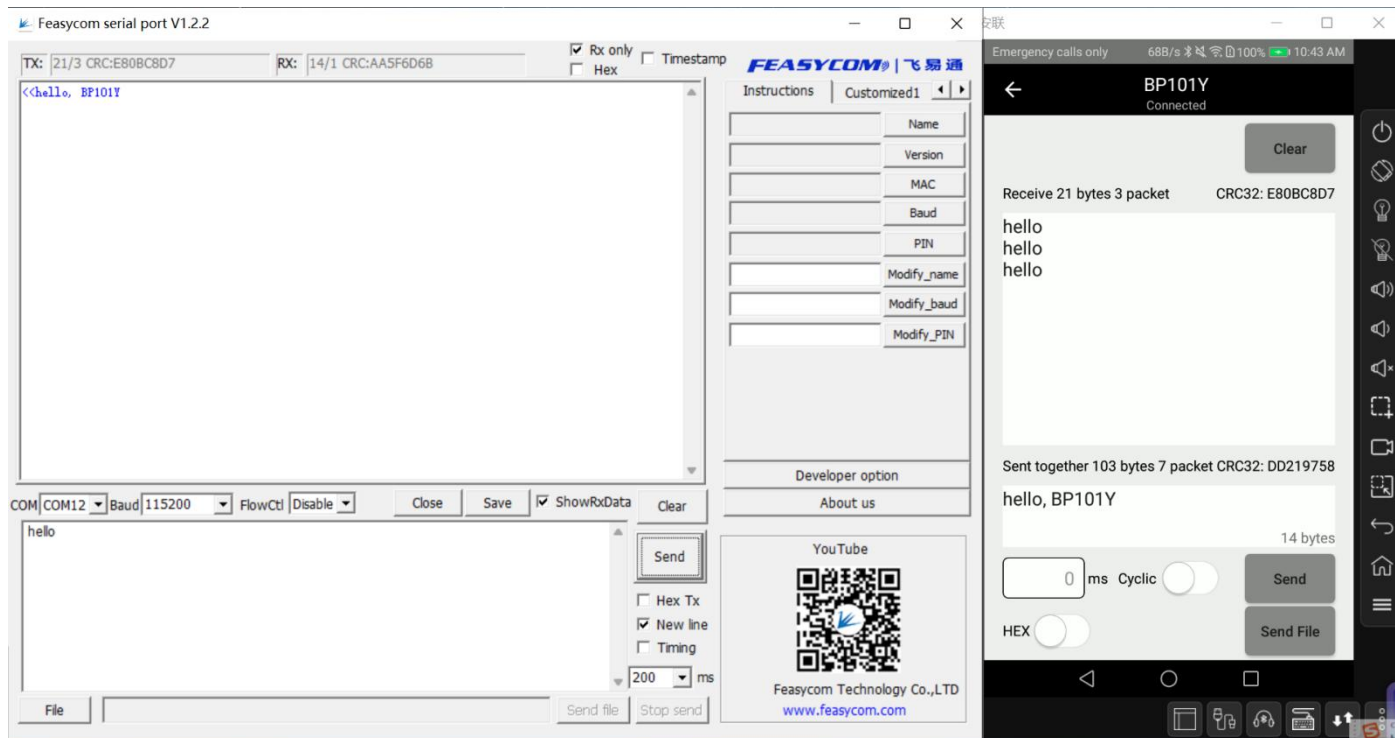 Feasycom serial port V1.2.2
TX: 21/3 CRC:E80BC8D7
RX: 14/1 CRC:AA5F6D6B
Rx only
Hex
Timestamp
FEASYCOM | 飞易通
<<hello, BP101Y
Instructions
Customized1
Name
Version
MAC
Baud
PIN
Modify_name
Modify_baud
Modify_PIN
Developer option
About us
COM COM12 Baud 115200 FlowCtl Disable Close Save ShowRxData Clear
hello
Send
Hex Tx
New line
Timing
200 ms
File
Send file
Stop send
YouTube
Feasycom Technology Co.,LTD
www.feasycom.com
安联
Emergency calls only 68B/s 100% 10:43 AM
BP101Y
Connected
Clear
Receive 21 bytes 3 packet CRC32: E80BC8D7
hello
hello
hello
Sent together 103 bytes 7 packet CRC32: DD219758
hello, BP101Y
14 bytes
0 ms Cyclic Send
HEX Send File